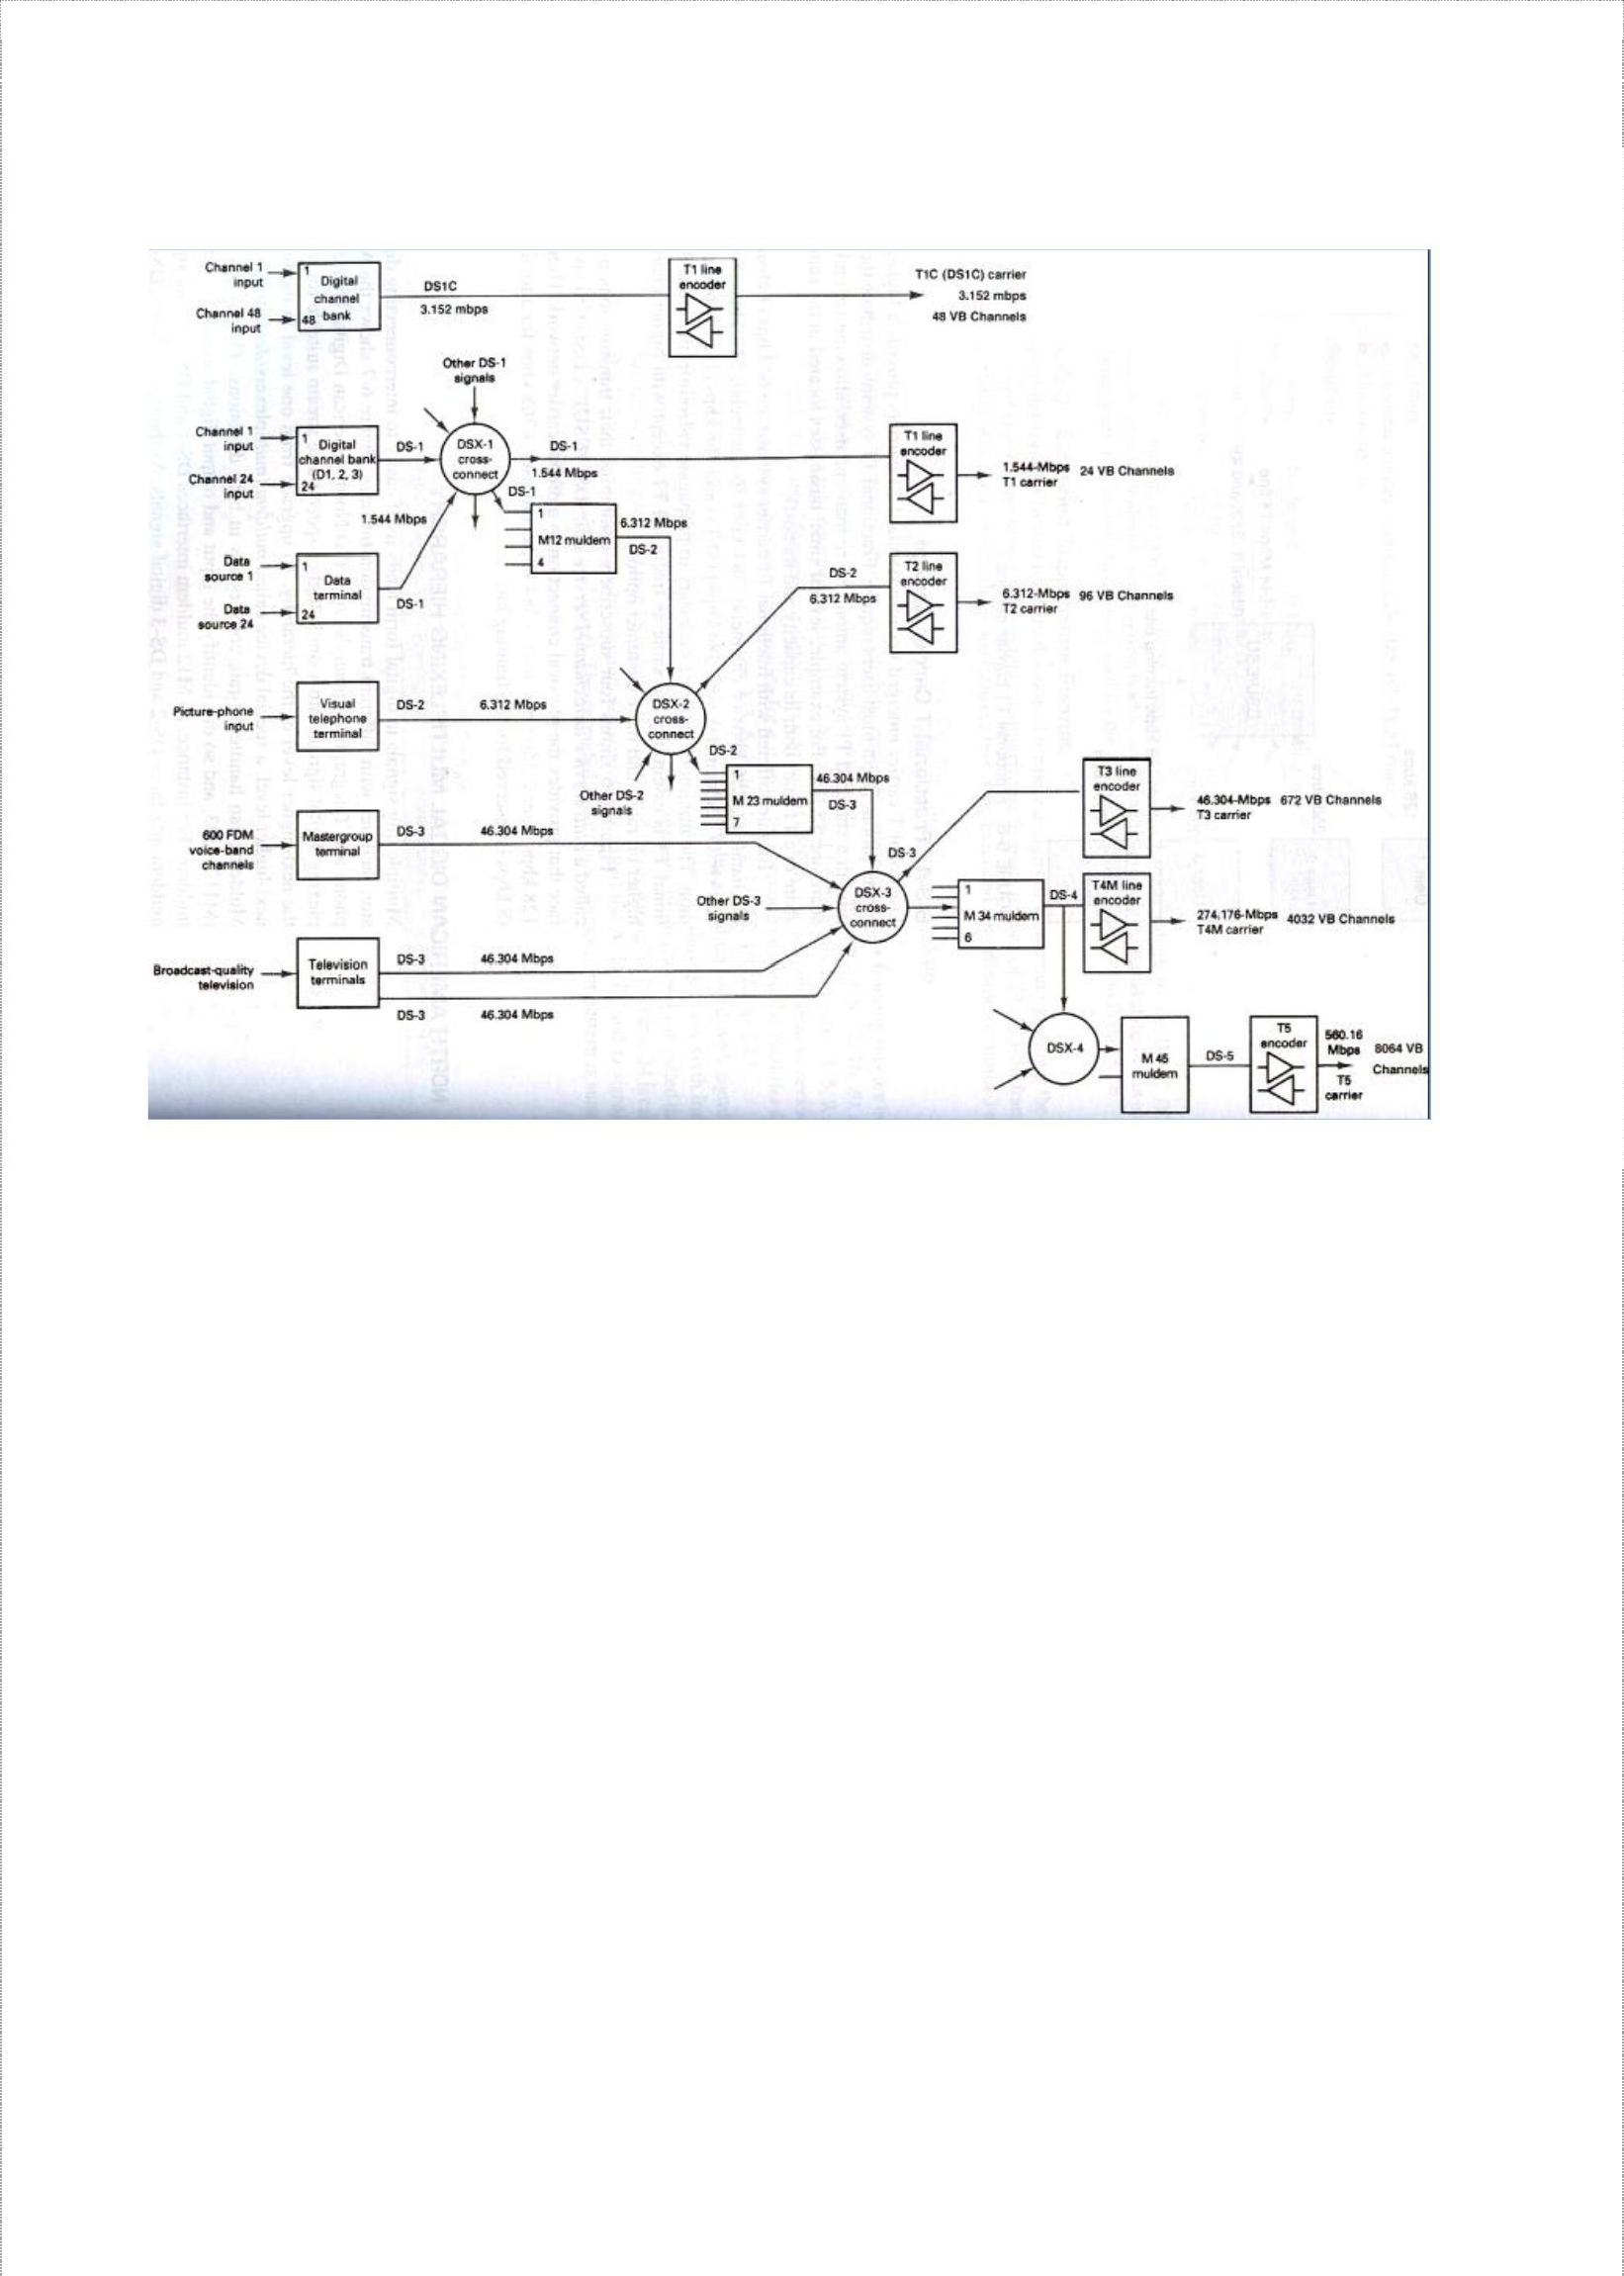 Channel 1
input
Channel 48
input
1
Digital
channel
bank
48
DS1C
3.152 mbps
T1 line
encoder
T1C (DS1C) carrier
3.152 mbps
48 VB Channels
Other DS-1
signals
Channel 1
input
Channel 24
input
1
Digital
channel bank
(D1, 2, 3)
24
DS-1
DSX-1
cross-
connect
DS-1
1.544 Mbps
T1 line
encoder
1.544-Mbps 24 VB Channels
T1 carrier
DS-1
1.544 Mbps
1
M12 muldem
4
6.312 Mbps
DS-2
Data
source 1
Data
source 24
1
Data
terminal
24
DS-1
DS-2
6.312 Mbps
T2 line
encoder
6.312-Mbps 96 VB Channels
T2 carrier
Picture-phone
input
Visual
telephone
terminal
DS-2
6.312 Mbps
DSX-2
cross-
connect
DS-2
Other DS-2
signals
1
M 23 muldem
7
46.304 Mbps
DS-3
T3 line
encoder
46.304-Mbps 672 VB Channels
T3 carrier
600 FDM
voice-band
channels
Mastergroup
terminal
DS-3
46.304 Mbps
DS-3
Other DS-3
signals
DSX-3
cross-
connect
1
M 34 muldem
6
DS-4
T4M line
encoder
274.176-Mbps 4032 VB Channels
T4M carrier
Broadcast-quality
television
Television
terminals
DS-3
46.304 Mbps
DS-3
46.304 Mbps
DSX-4
M 45
muldem
DS-5
T5
encoder
560.16
Mbps
T5
carrier
8064 VB
Channels